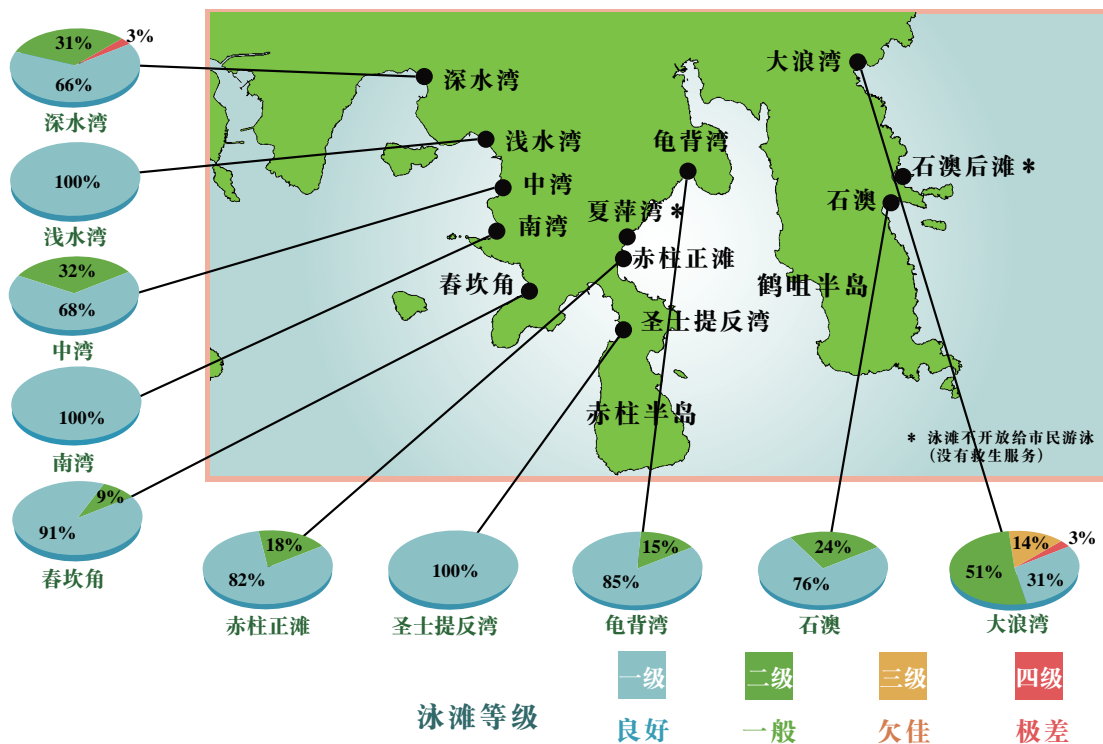 31%
3%
66%
深水湾
100%
浅水湾
32%
68%
中湾
100%
南湾
9%
91%
舂坎角
深水湾
大浪湾
浅水湾
龟背湾
石澳后滩*
中湾
石澳
夏萍湾*
南湾
赤柱正滩
舂坎角
鹤咀半岛
圣士提反湾
赤柱半岛
* 泳滩不开放给市民游泳
(没有救生服务)
18%
82%
赤柱正滩
100%
圣士提反湾
15%
85%
龟背湾
24%
76%
石澳
14%
3%
51%
31%
大浪湾
泳滩等级
一级
良好
二级
一般
三级
欠佳
四级
极差